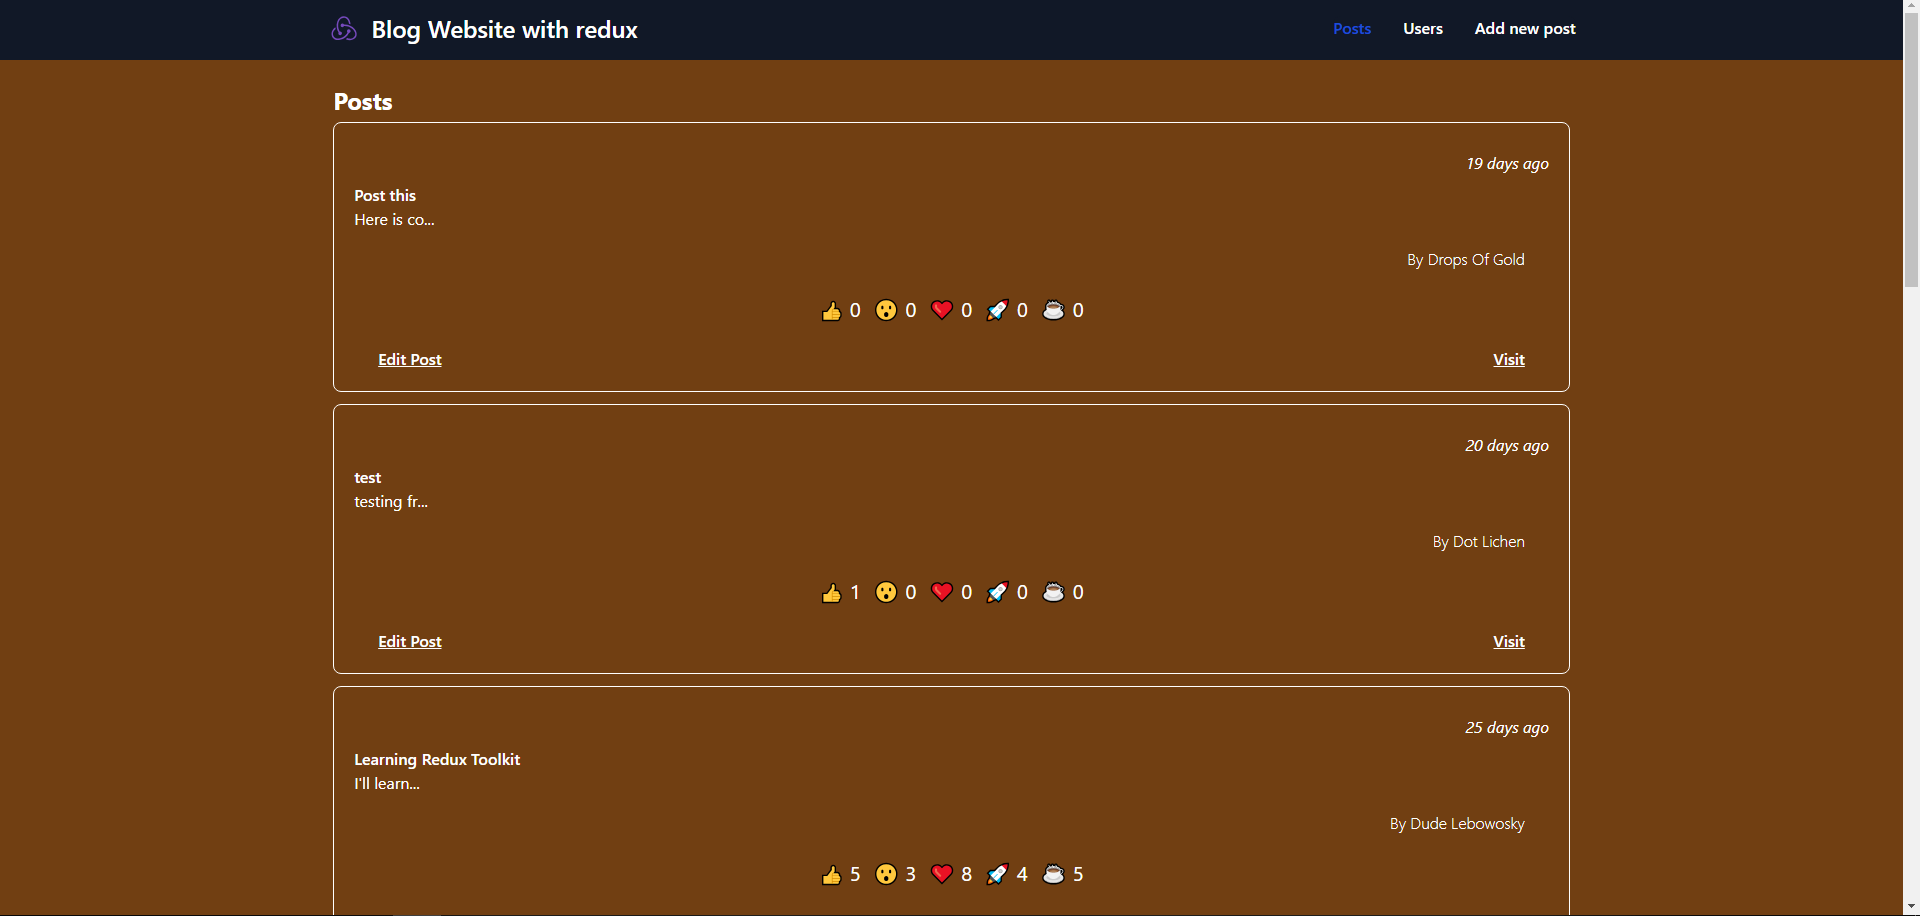 Blog Website with redux
Posts Users Add new post
Posts
19 days ago
Post this
Here is co...
By Drops Of Gold
👍 0 😮 0 ❤️ 0 🚀 0 ☕ 0
Edit Post Visit
20 days ago
test
testing fr...
By Dot Lichen
👍 1 😮 0 ❤️ 0 🚀 0 ☕ 0
Edit Post Visit
25 days ago
Learning Redux Toolkit
I'll learn...
By Dude Lebowosky
👍 5 😮 3 ❤️ 8 🚀 4 ☕ 5